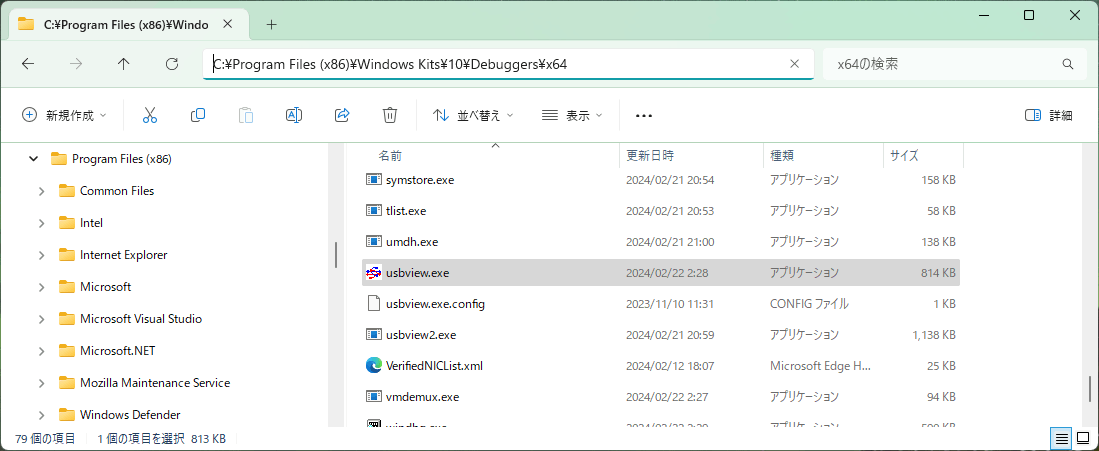 C:¥Program Files (x86)¥Windo
C:¥Program Files (x86)¥Windows Kits¥10¥Debuggers¥x64
x64の検索
新規作成 並べ替え 表示 詳細
Program Files (x86)
Common Files
Intel
Internet Explorer
Microsoft
Microsoft Visual Studio
Microsoft.NET
Mozilla Maintenance Service
Windows Defender
名前 更新日時 種類 サイズ
symstore.exe 2024/02/21 20:54 アプリケーション 158 KB
tlist.exe 2024/02/21 20:53 アプリケーション 58 KB
umdh.exe 2024/02/21 21:00 アプリケーション 138 KB
usbview.exe 2024/02/22 2:28 アプリケーション 814 KB
usbview.exe.config 2023/11/10 11:31 CONFIG ファイル 1 KB
usbview2.exe 2024/02/21 20:59 アプリケーション 1,138 KB
VerifiedNICList.xml 2024/02/12 18:07 Microsoft Edge H... 25 KB
vmdemux.exe 2024/02/22 2:27 アプリケーション 94 KB
79 個の項目 1 個の項目を選択 813 KB